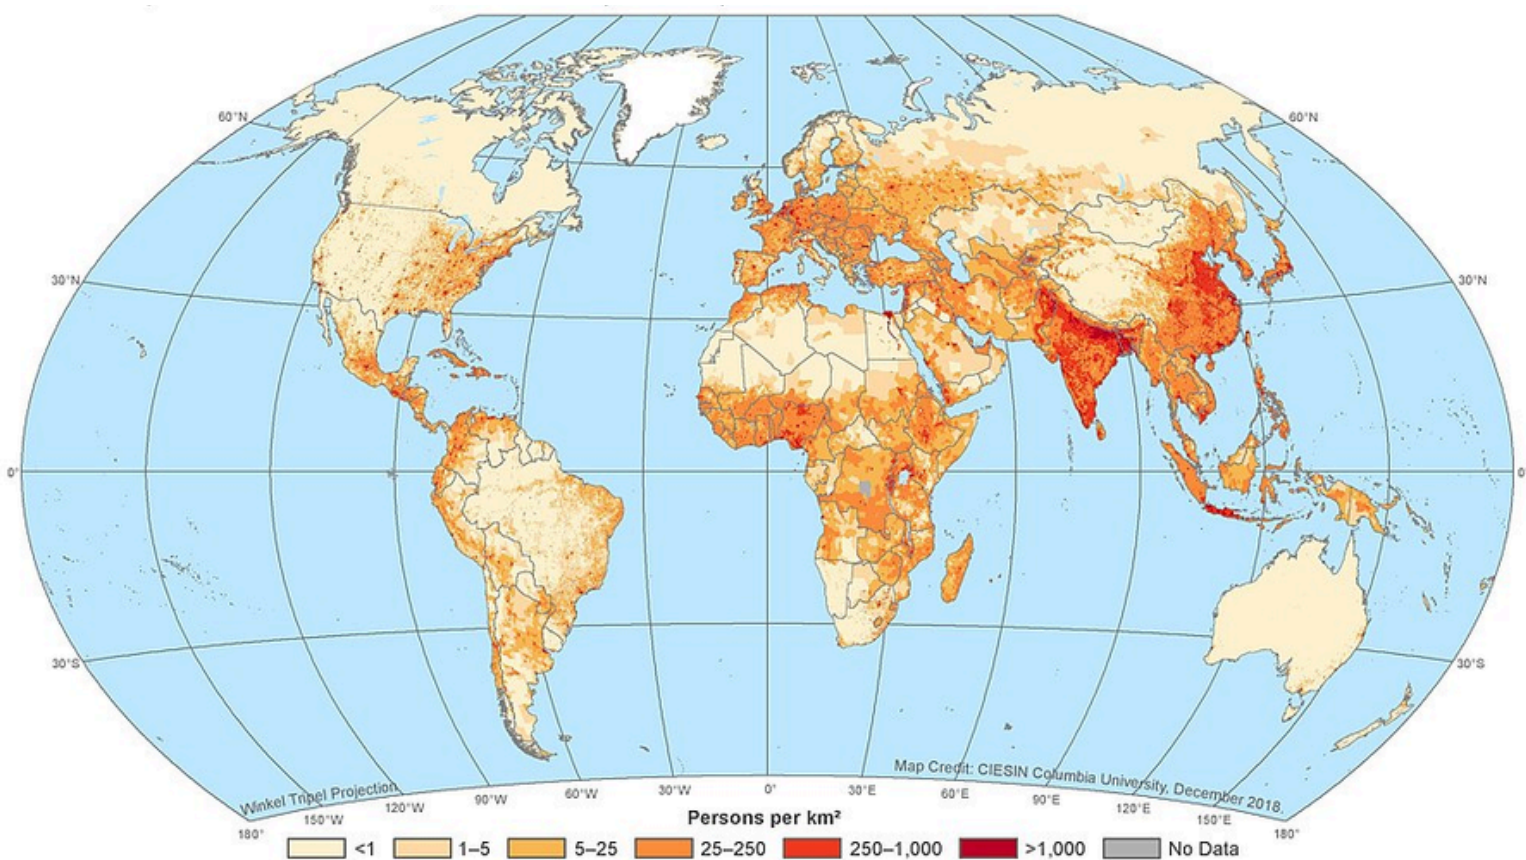 60°N
60°N
30°N
30°N
0°
0
30°S
30°S
Winkel Tripel Projection
Map Credit: CIESIN Columbia University, December 2018.
180°
150°W
120°W
90°W
60°W
30°W
0°
30°E
60°E
90°E
120°E
150°E
180°
Persons per km²
<1
1–5
5–25
25–250
250–1,000
>1,000
No Data